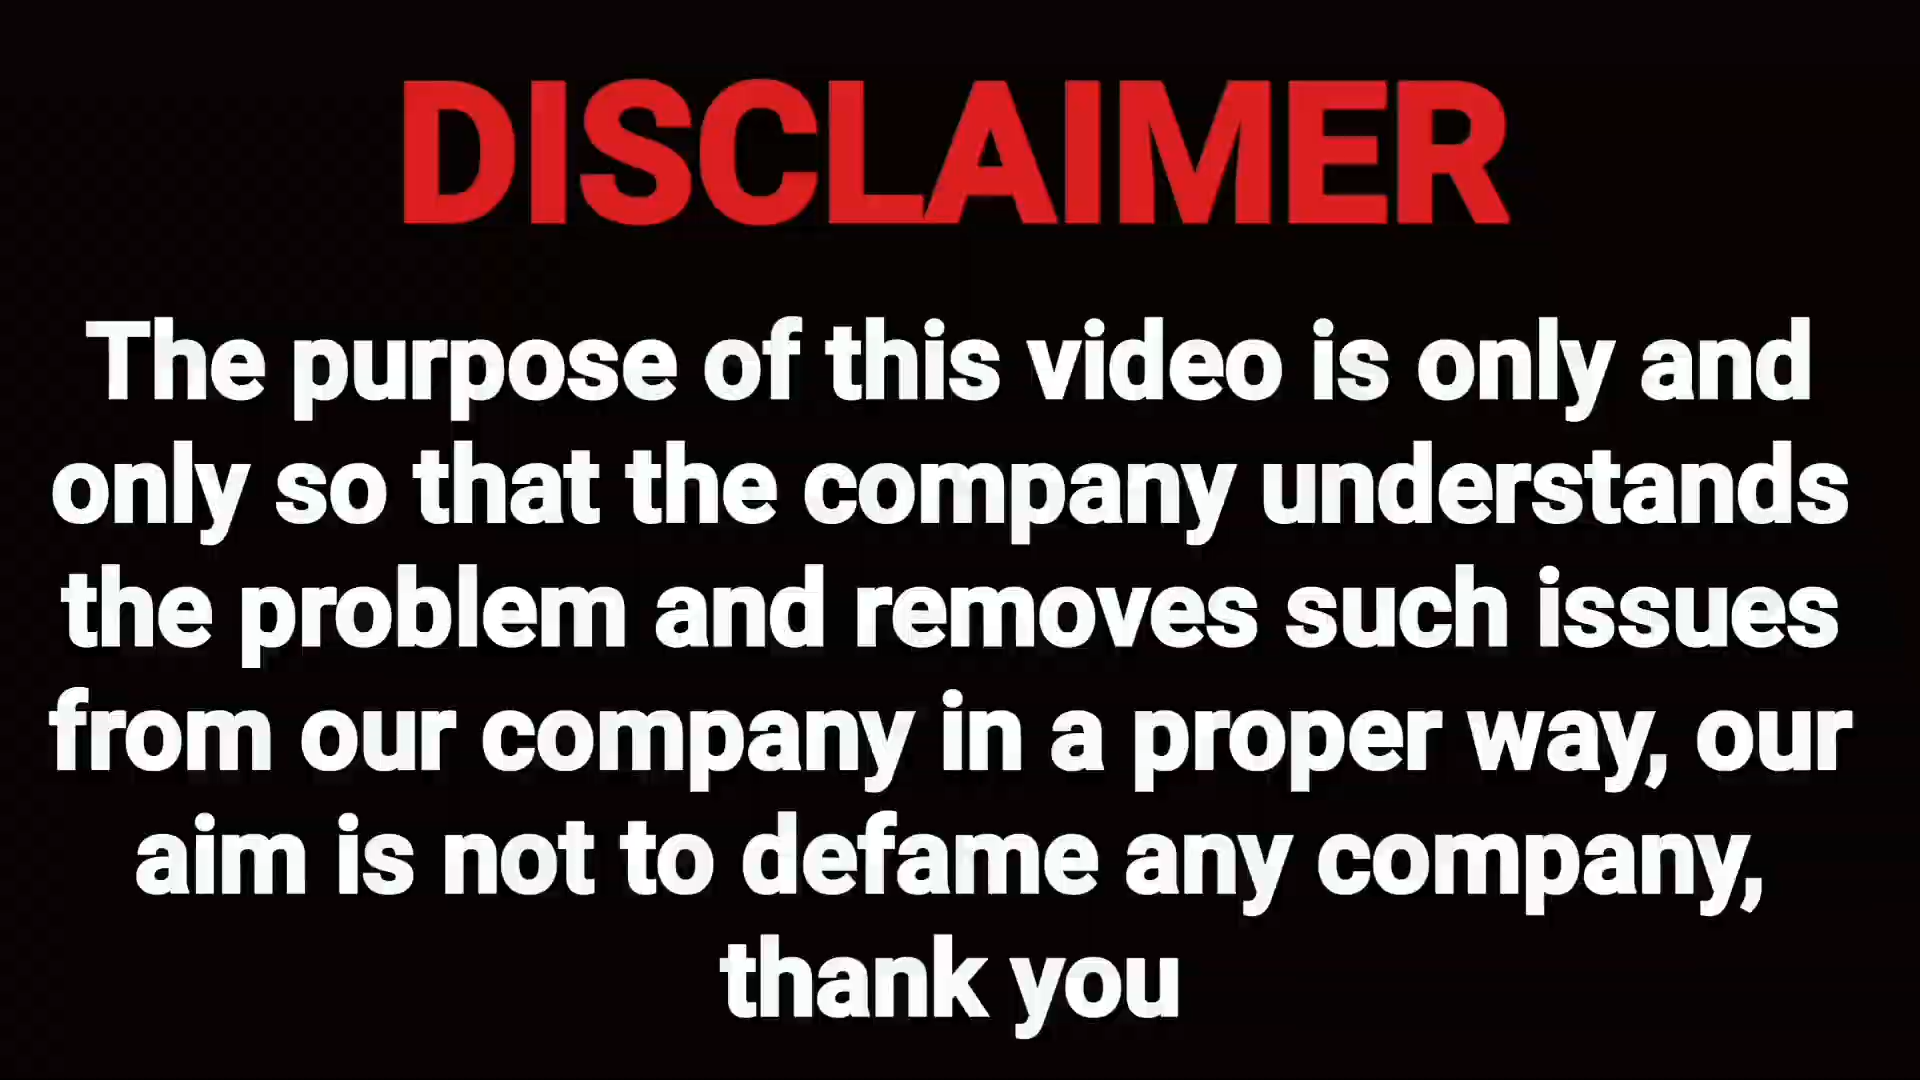 DISCLAIMER
The purpose of this video is only and
only so that the company understands
the problem and removes such issues
from our company in a proper way, our
aim is not to defame any company,
thank you